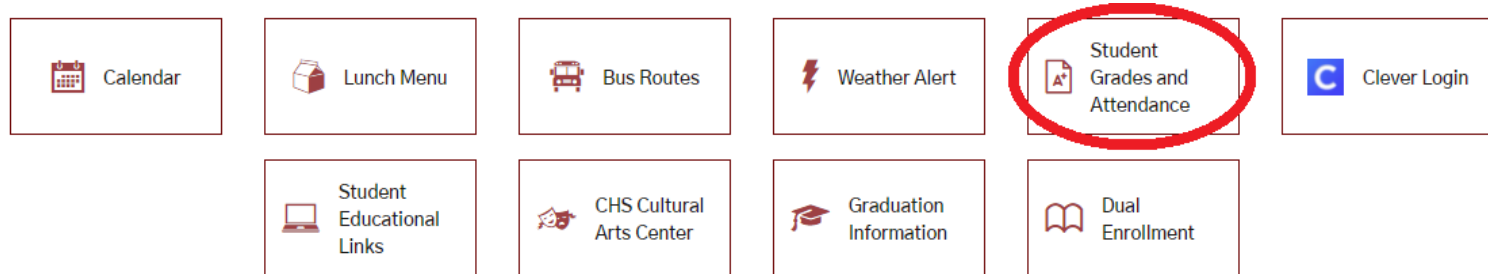 Calendar
Lunch Menu
Bus Routes
Weather Alert
Student
Grades and
Attendance
A+
C
Clever Login
Student
Educational
Links
CHS Cultural
Arts Center
Graduation
Information
Dual
Enrollment